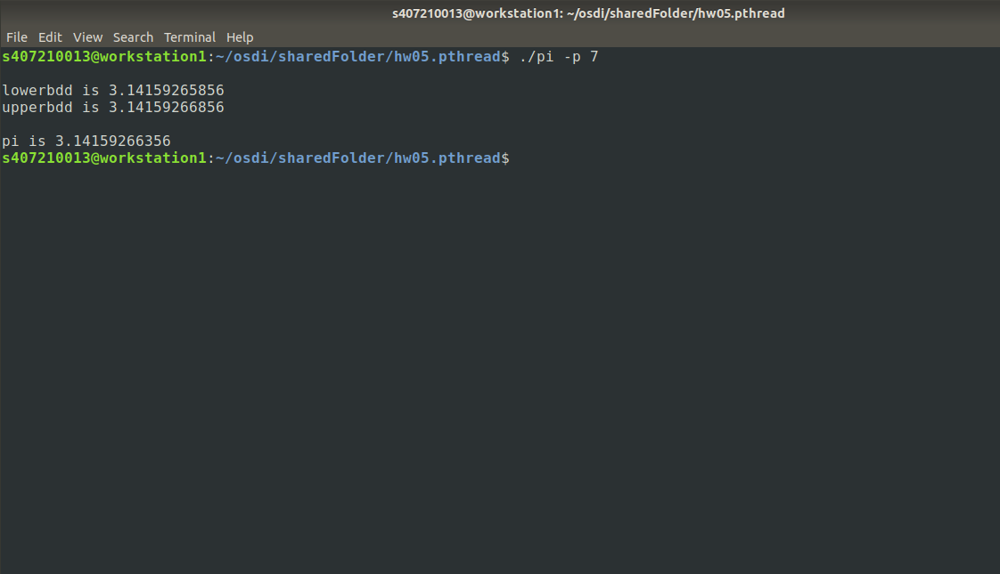 s407210013@workstation1: ~/osdi/sharedFolder/hw05.pthread
File Edit View Search Terminal Help
s407210013@workstation1:~/osdi/sharedFolder/hw05.pthread$ ./pi -p 7
lowerbdd is 3.14159265856
upperbdd is 3.14159266856
pi is 3.14159266356
s407210013@workstation1:~/osdi/sharedFolder/hw05.pthread$